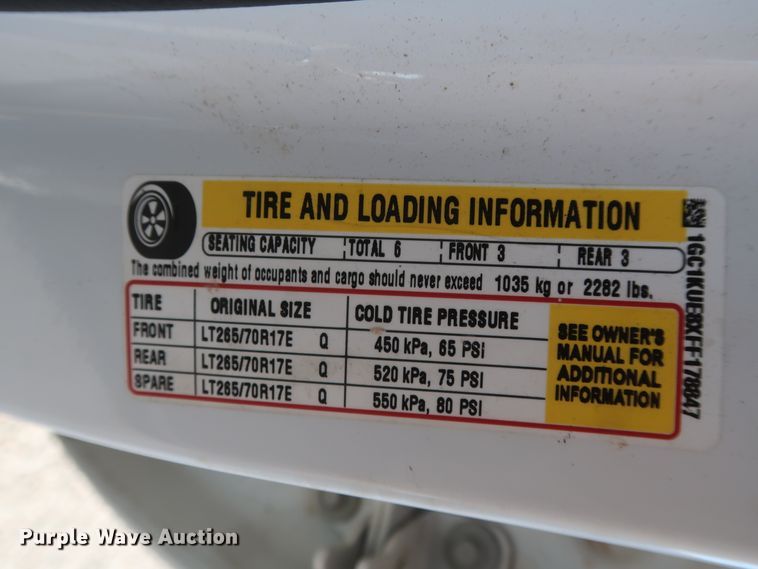 TIRE AND LOADING INFORMATION
SEATING CAPACITY TOTAL 6 FRONT 3 REAR 3
The combined weight of occupants and cargo should never exceed 1035 kg or 2282 lbs.
TIRE ORIGINAL SIZE COLD TIRE PRESSURE
FRONT LT265/70R17E Q 450 kPa, 65 PSI
REAR LT265/70R17E Q 520 kPa, 75 PSI
SPARE LT265/70R17E Q 550 kPa, 80 PSI
SEE OWNER'S
MANUAL FOR
ADDITIONAL
INFORMATION
1GC1KUE8XFF178847
Purple Wave Auction